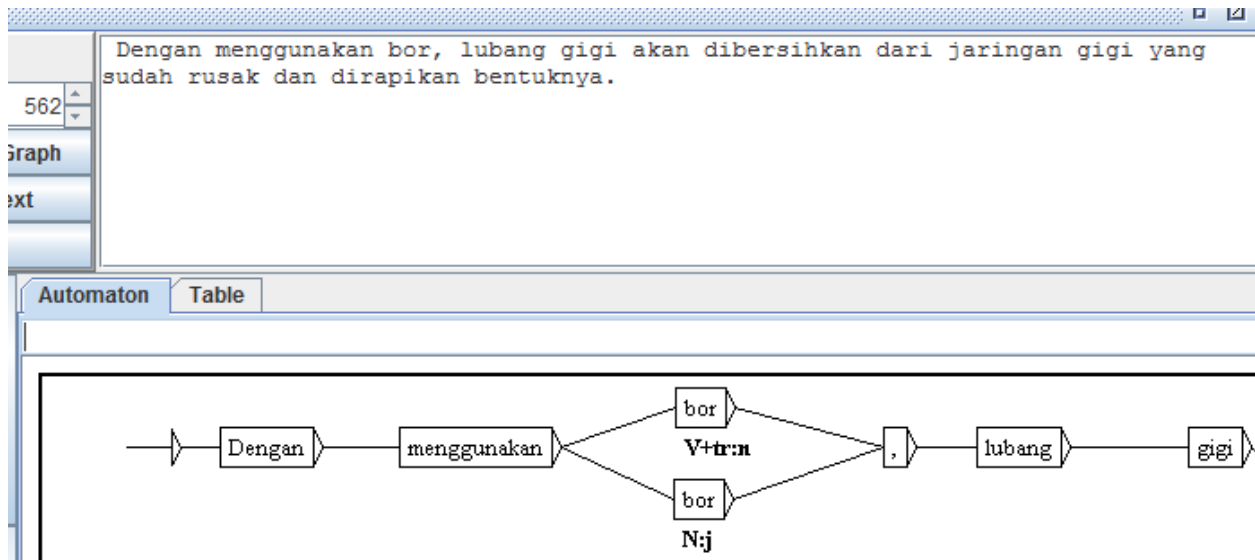 Dengan menggunakan bor, lubang gigi akan dibersihkan dari jaringan gigi yang
sudah rusak dan dirapikan bentuknya.
562
Graph
ext
Automaton Table
bor
V+tr:n
Dengan menggunakan , lubang gigi
bor
N:j